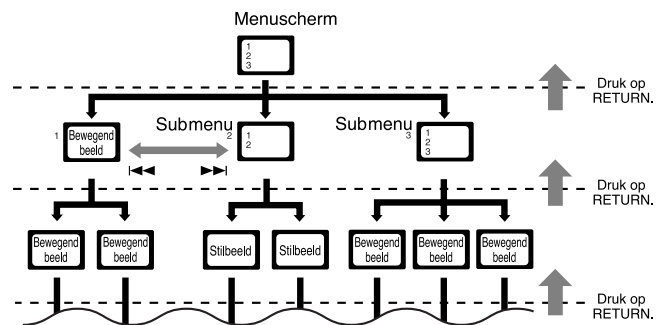 Menuscherm
1
2
3
Druk op
RETURN.
1
Bewegend
beeld
Submenu
2
1
2
Submenu
3
1
2
3
Druk op
RETURN.
Bewegend
beeld
Bewegend
beeld
Stilbeeld
Stilbeeld
Bewegend
beeld
Bewegend
beeld
Bewegend
beeld
Druk op
RETURN.